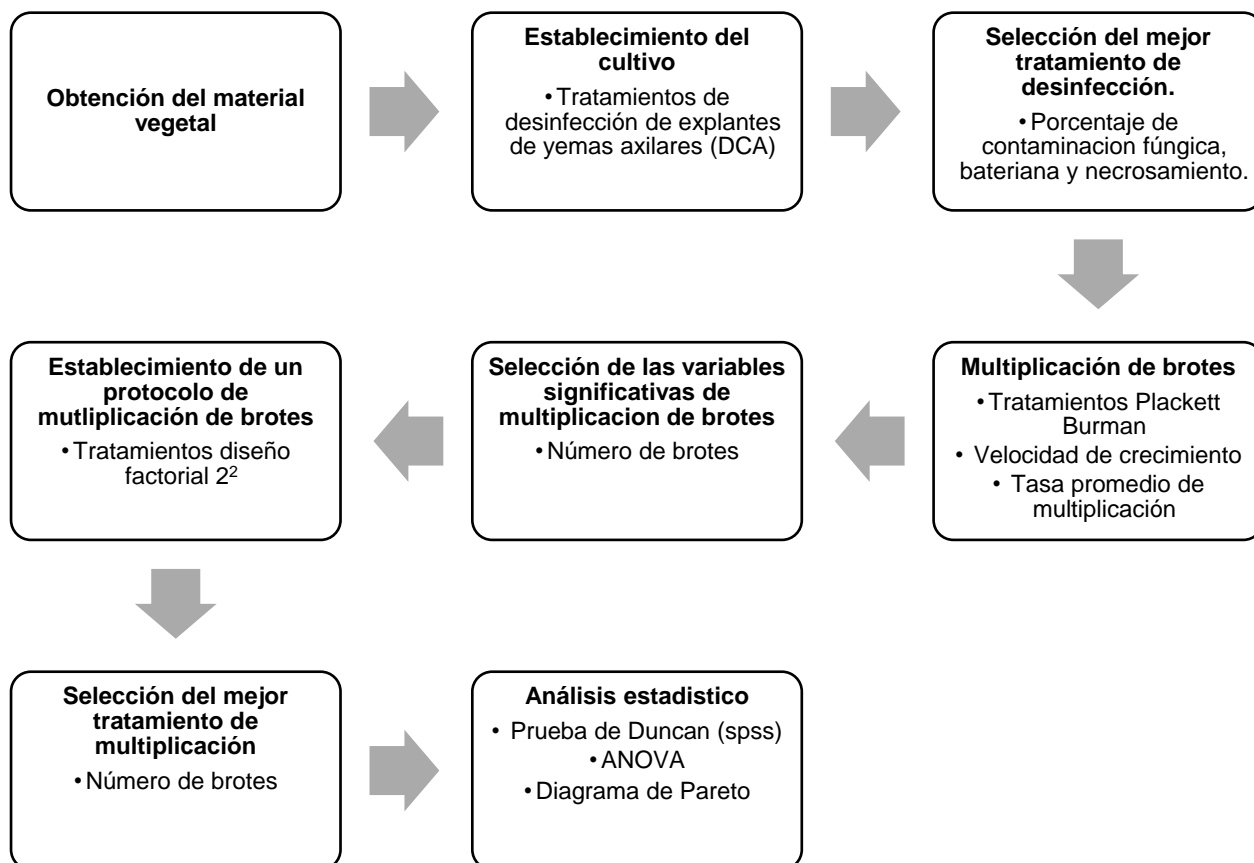 Obtención del material
vegetal
Establecimiento del
cultivo
•Tratamientos de
desinfección de explantes
de yemas axilares (DCA)
Selección del mejor
tratamiento de
desinfección.
•Porcentaje de
contaminacion fúngica,
bateriana y necrosamiento.
Multiplicación de brotes
•Tratamientos Plackett
Burman
• Velocidad de crecimiento
• Tasa promedio de
multiplicación
Selección de las variables
significativas de
multiplicacion de brotes
•Número de brotes
Establecimiento de un
protocolo de
mutliplicación de brotes
•Tratamientos diseño
factorial 2²
Selección del mejor
tratamiento de
multiplicación
•Número de brotes
Análisis estadistico
• Prueba de Duncan (spss)
•ANOVA
•Diagrama de Pareto